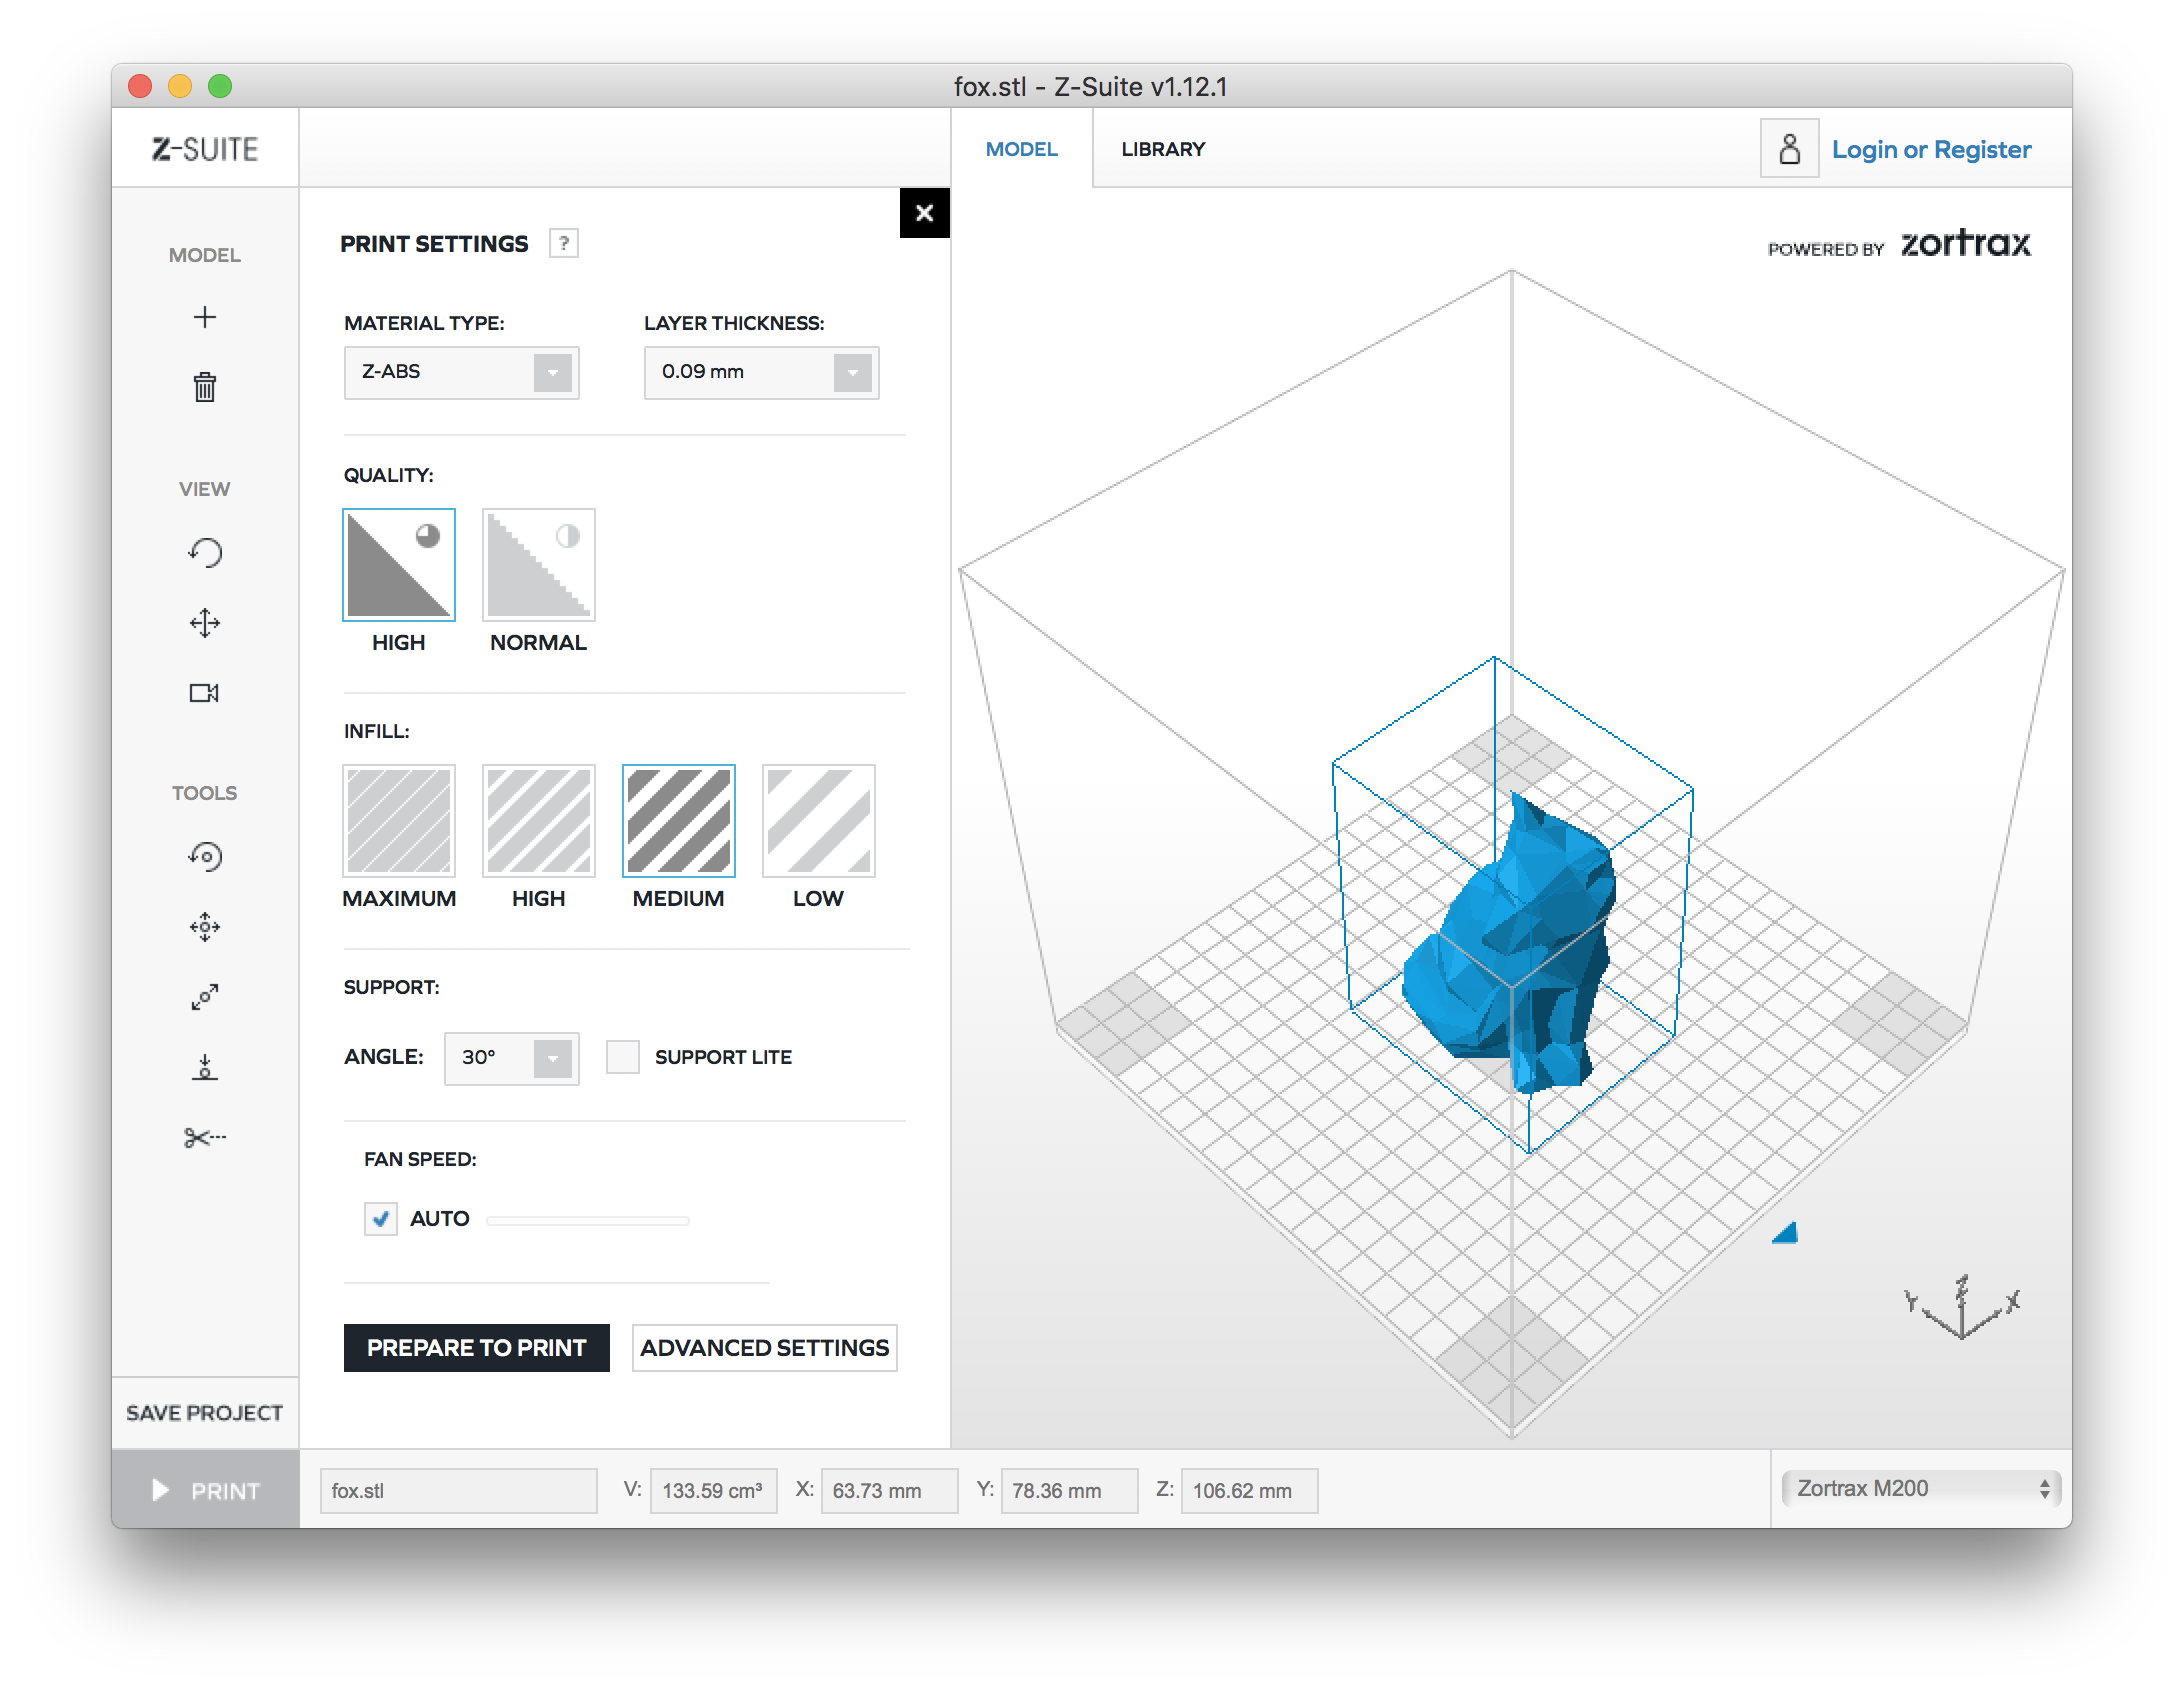 fox.stl - Z-Suite v1.12.1
Z-SUITE
MODEL
LIBRARY
Login or Register
MODEL
VIEW
TOOLS
SAVE PROJECT
PRINT
PRINT SETTINGS ?
MATERIAL TYPE: LAYER THICKNESS:
Z-ABS 0.09 mm
QUALITY:
HIGH NORMAL
INFILL:
MAXIMUM HIGH MEDIUM LOW
SUPPORT:
ANGLE: 30° SUPPORT LITE
FAN SPEED:
AUTO
PREPARE TO PRINT ADVANCED SETTINGS
POWERED BY zortrax
Y Z X
fox.stl V: 133.59 cm³ X: 63.73 mm Y: 78.36 mm Z: 106.62 mm
Zortrax M200